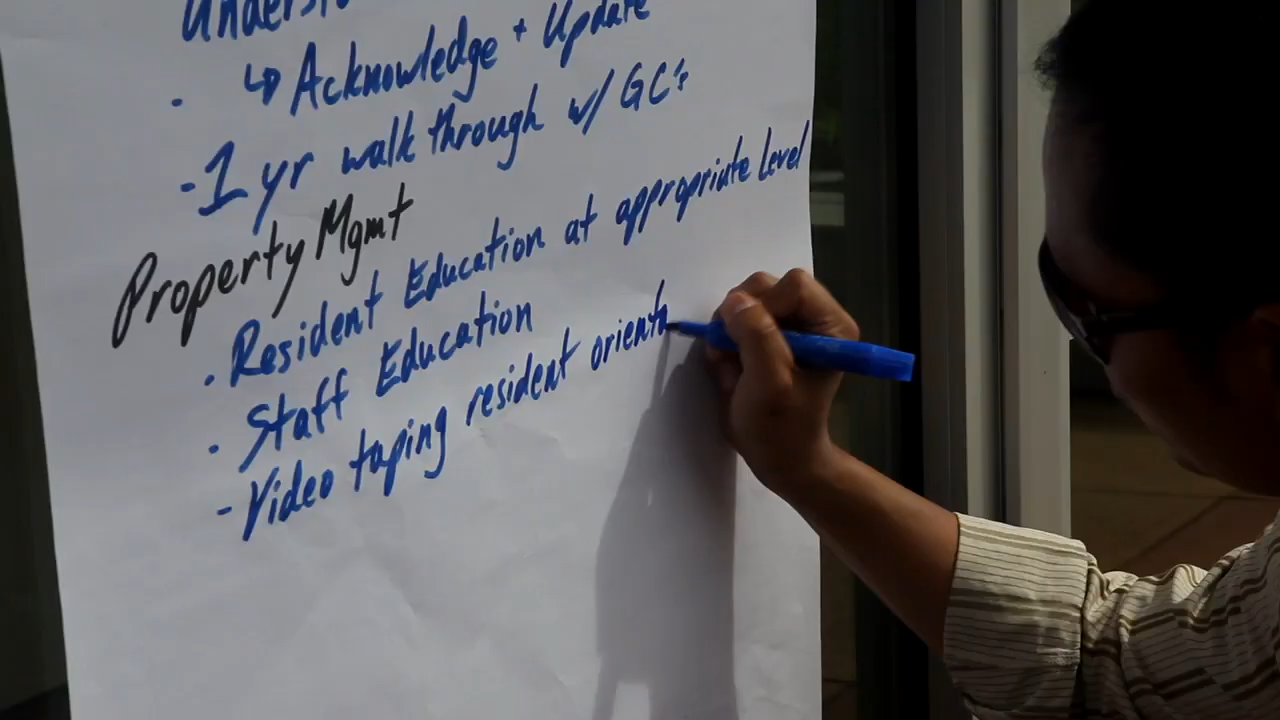 ↳ Acknowledge + Update
-1 yr walk through w/ GC's
Property Mgmt
· Resident Education at appropriate Level
· Staff Education
- Video taping resident orienta